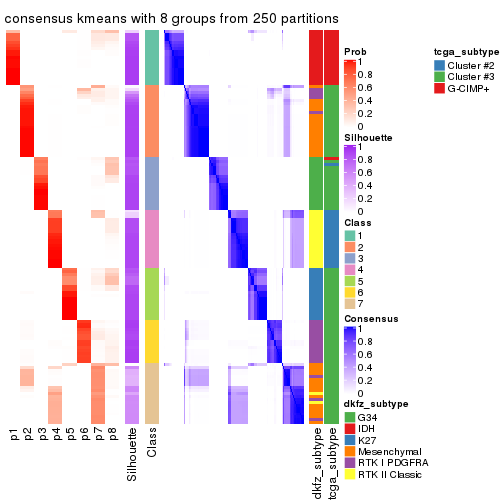 consensus kmeans with 8 groups from 250 partitions
Prob
1
0.8
0.6
0.4
0.2
0
Silhouette
1
0.8
0.6
0.4
0.2
0
Class
1
2
3
4
5
6
7
Consensus
1
0.8
0.6
0.4
0.2
0
dkfz_subtype
G34
IDH
K27
Mesenchymal
RTK I PDGFRA
RTK II Classic
tcga_subtype
Cluster #2
Cluster #3
G-CIMP+
p1
p2
p3
p4
p5
p6
p7
p8
Silhouette
Class
dkfz_subtype
tcga_subtype